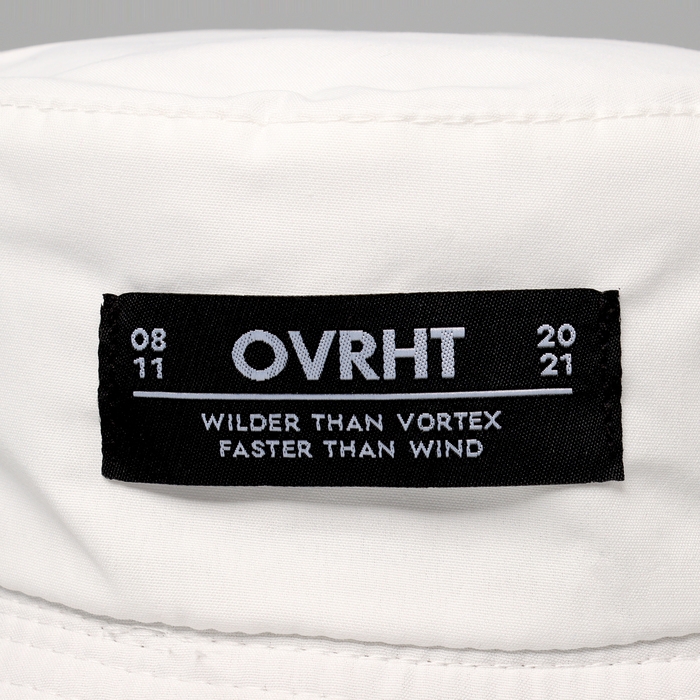 08 OVRHT 20
11 21
WILDER THAN VORTEX
FASTER THAN WIND